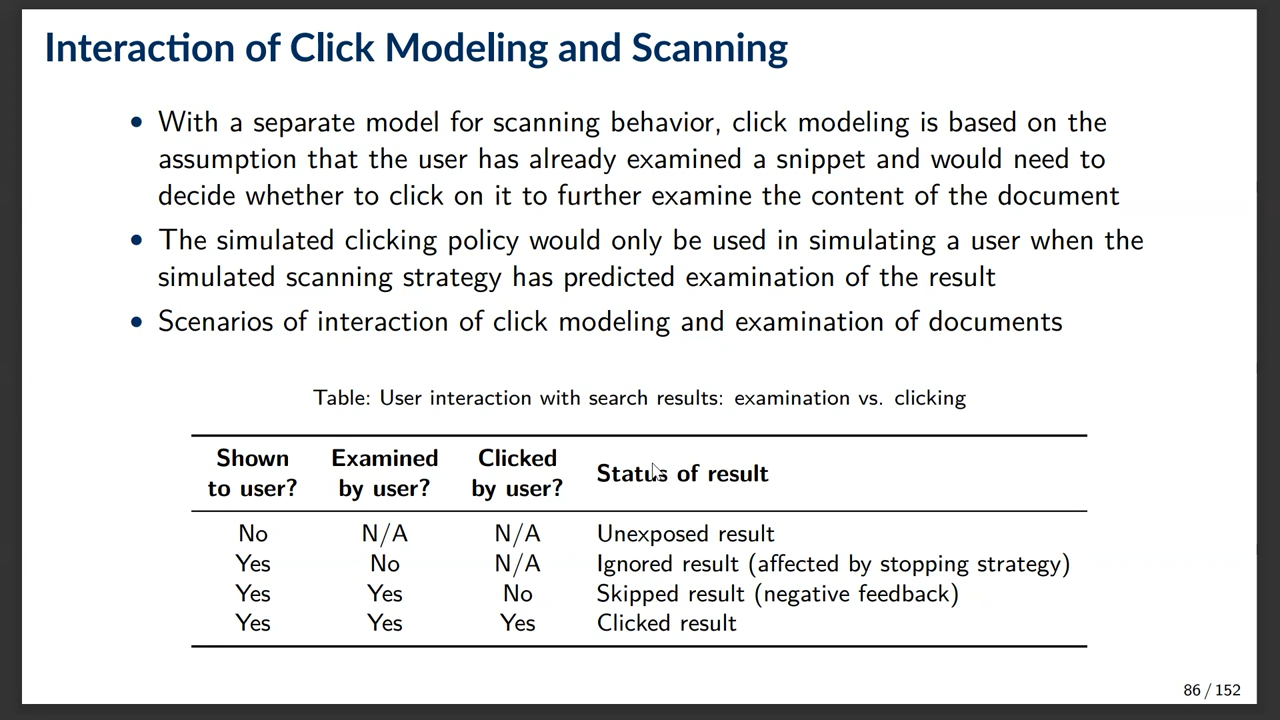 Interaction of Click Modeling and Scanning
• With a separate model for scanning behavior, click modeling is based on the
assumption that the user has already examined a snippet and would need to
decide whether to click on it to further examine the content of the document
• The simulated clicking policy would only be used in simulating a user when the
simulated scanning strategy has predicted examination of the result
• Scenarios of interaction of click modeling and examination of documents
Table: User interaction with search results: examination vs. clicking
Shown to user? Examined by user? Clicked by user? Status of result
No N/A N/A Unexposed result
Yes No N/A Ignored result (affected by stopping strategy)
Yes Yes No Skipped result (negative feedback)
Yes Yes Yes Clicked result
86 / 152